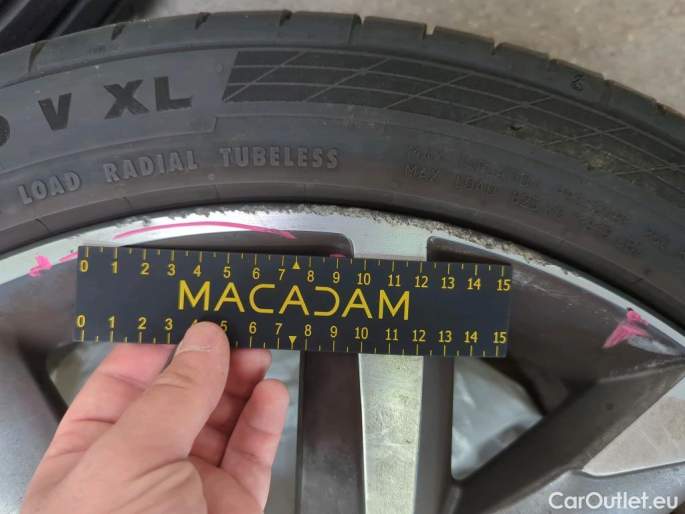 V XL
LOAD RADIAL TUBELESS
MAX LOAD
0 1 2 3 4 5 6 7 8 9 10 11 12 13 14 15
MACADAM
0 1 2 3 5 6 7 8 9 10 11 12 13 14 15
CarOutlet.eu